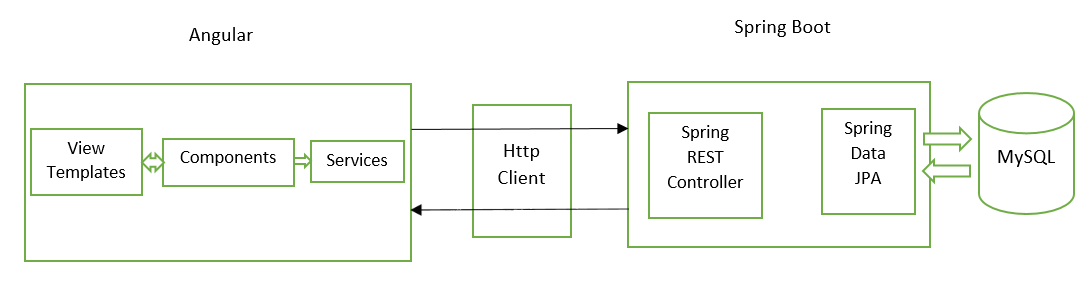 Angular
Spring Boot
View
Templates
Components
Services
Http
Client
Spring
REST
Controller
Spring
Data
JPA
MySQL